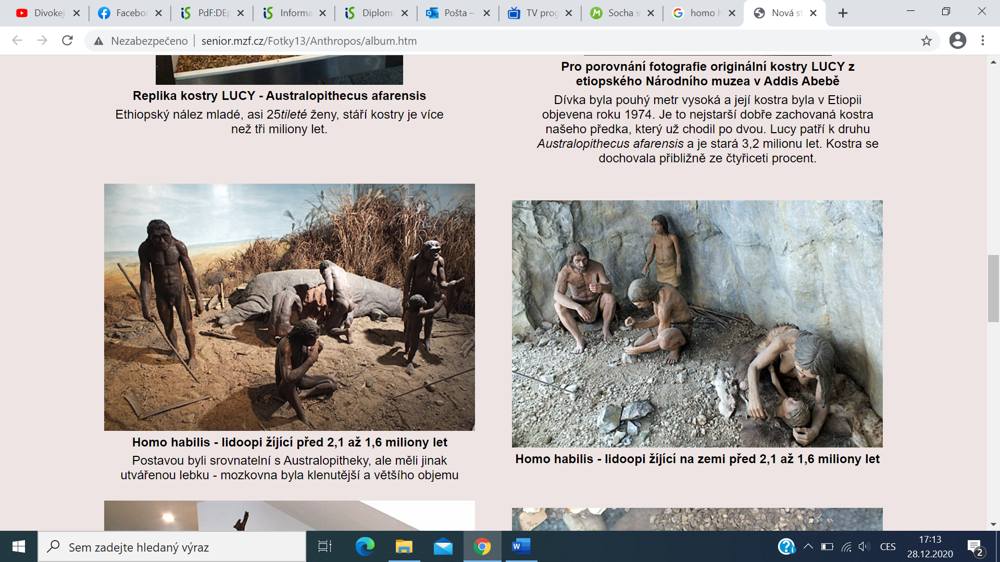 Divokej
Faceboo
PdF:DEp
Informa
Diplomo
Pošta –
TV prog
Socha s
homo h
Nová st
Nezabezpečeno
senior.mzf.cz/Fotky13/Anthropos/album.htm
Replika kostry LUCY - Australopithecus afarensis
Ethiopský nález mladé, asi 25tileté ženy, stáří kostry je více
než tři miliony let.
Pro porovnání fotografie originální kostry LUCY z
etiopského Národního muzea v Addis Abebě
Dívka byla pouhý metr vysoká a její kostra byla v Etiopii
objevena roku 1974. Je to nejstarší dobře zachovaná kostra
našeho předka, který už chodil po dvou. Lucy patří k druhu
Australopithecus afarensis a je stará 3,2 milionu let. Kostra se
dochovala přibližně ze čtyřiceti procent.
Homo habilis - lidoopi žíjící před 2,1 až 1,6 miliony let
Postavou byli srovnatelní s Australopitheky, ale měli jinak
utvářenou lebku - mozkovna byla klenutější a většího objemu
Homo habilis - lidoopi žíjící na zemi před 2,1 až 1,6 miliony let
Sem zadejte hledaný výraz
CES
17:13
28.12.2020
2